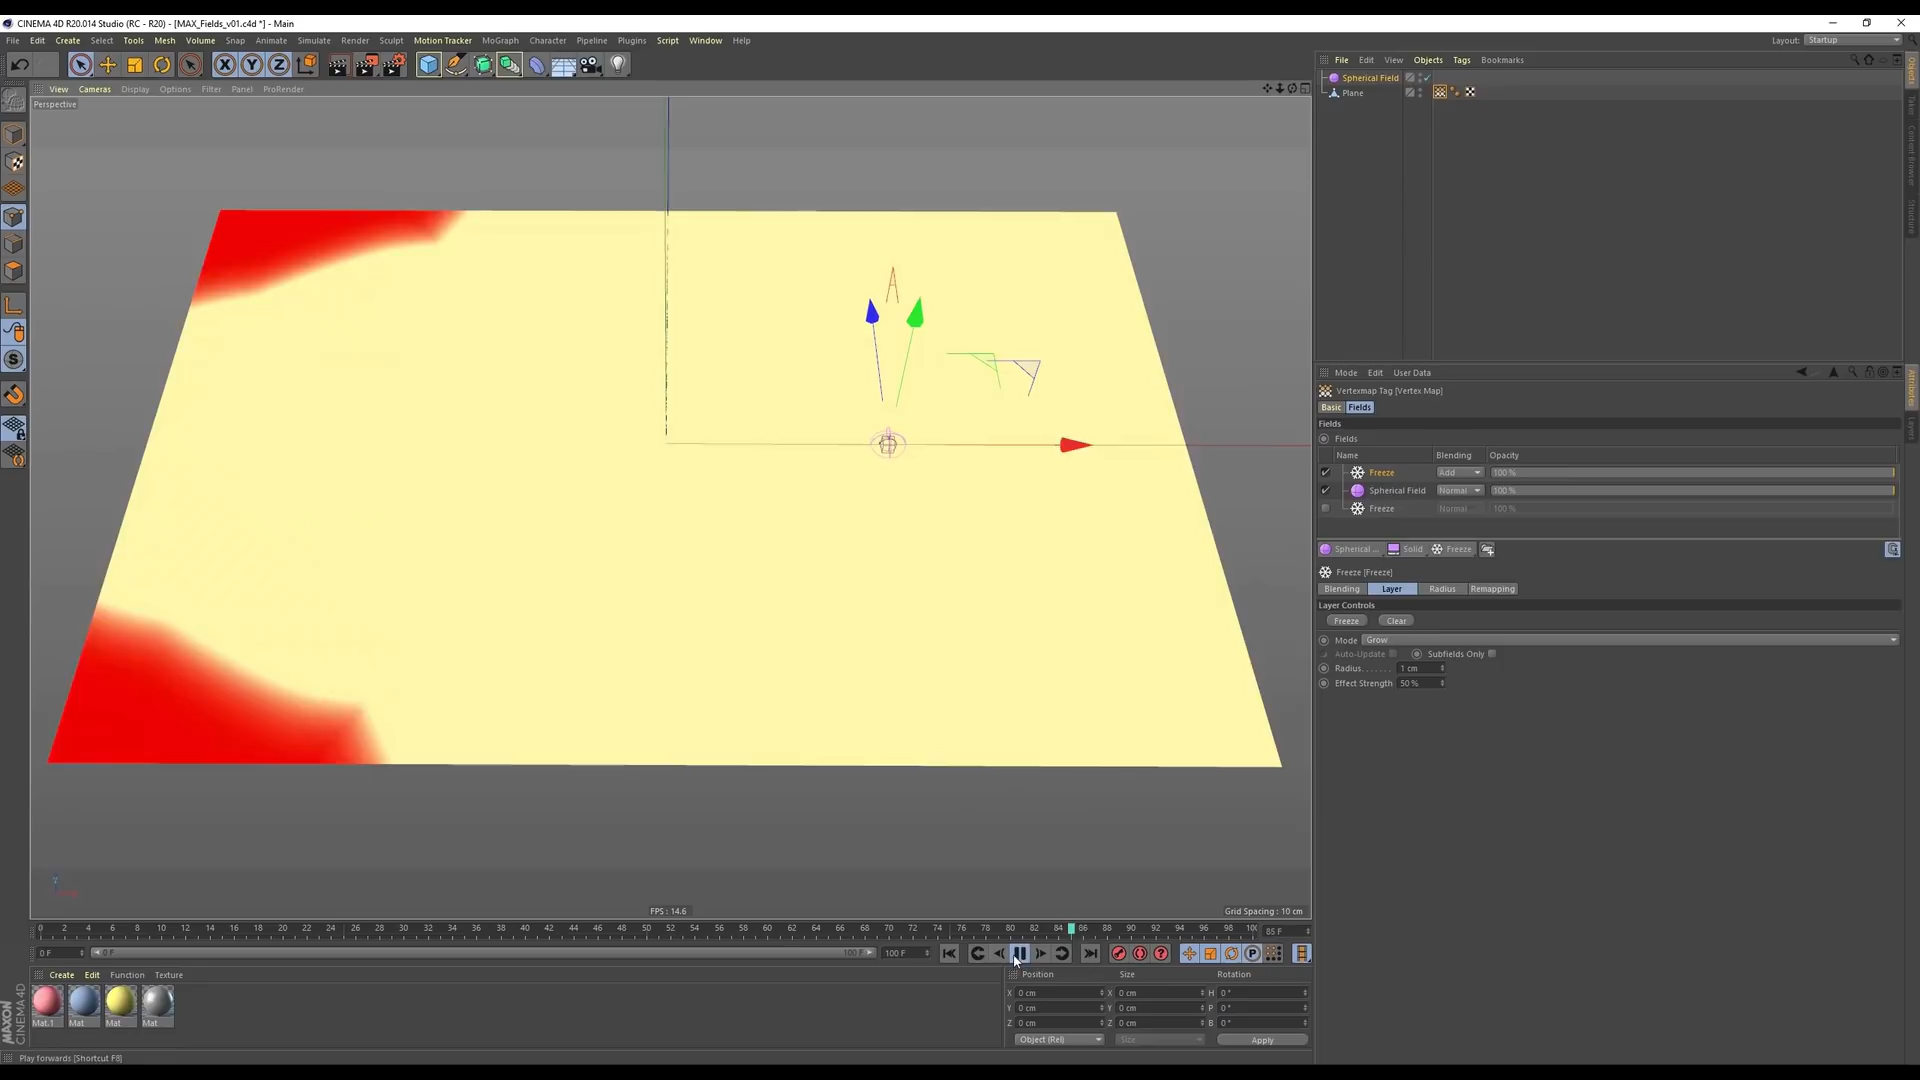 CINEMA 4D R20.014 Studio (RC - R20) - [MAX_Fields_v01.c4d *] - Main
File Edit Create Select Tools Mesh Volume Snap Animate Simulate Render Sculpt Motion Tracker MoGraph Character Pipeline Plugins Script Window Help
Layout: Startup
X Y Z
File Edit View Objects Tags Bookmarks
View Cameras Display Options Filter Panel ProRender
Perspective
Spherical Field
Plane
Objects
Takes
Content Browser
Structure
Mode Edit User Data
Vertexmap Tag [Vertex Map]
Basic Fields
Fields
Fields
Name Blending Opacity
Freeze Add 100 %
Spherical Field Normal 100 %
Freeze Normal 100 %
Spherical ... Solid Freeze
Freeze [Freeze]
Blending Layer Radius Remapping
Layer Controls
Freeze Clear
Mode Grow
Auto-Update Subfields Only
Radius 1 cm
Effect Strength 50 %
Attributes
Layers
S
Y
FPS : 14.6
Grid Spacing : 10 cm
0 2 4 6 8 10 12 14 16 18 20 22 24 26 28 30 32 34 36 38 40 42 44 46 48 50 52 54 56 58 60 62 64 66 68 70 72 74 76 78 80 82 84 86 88 90 92 94 96 98 10 85 F
0 F 0 F 100 F 100 F
P
Create Edit Function Texture
Position Size Rotation
X 0 cm X 0 cm H 0 °
Y 0 cm Y 0 cm P 0 °
Z 0 cm Z 0 cm B 0 °
Object (Rel) Size Apply
Mat.1 Mat Mat Mat
MAXON CINEMA 4D
Play forwards [Shortcut F8]